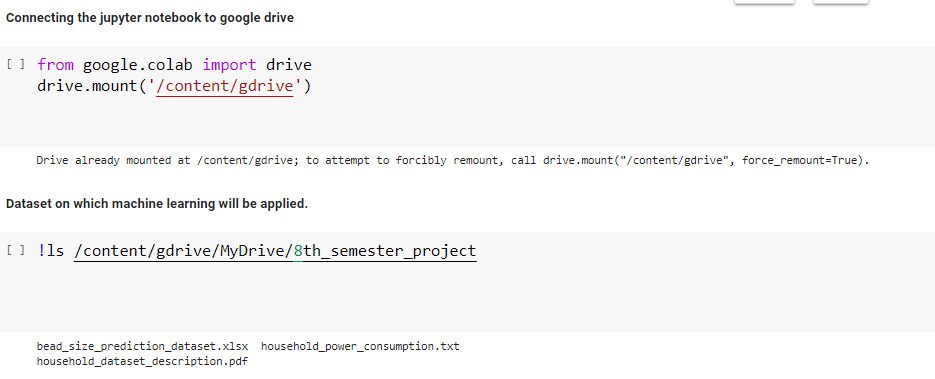 Connecting the jupyter notebook to google drive
[ ] from google.colab import drive
drive.mount('/content/gdrive')
Drive already mounted at /content/gdrive; to attempt to forcibly remount, call drive.mount("/content/gdrive", force_remount=True).
Dataset on which machine learning will be applied.
[ ] !ls /content/gdrive/MyDrive/8th_semester_project
bead_size_prediction_dataset.xlsx  household_power_consumption.txt
household_dataset_description.pdf